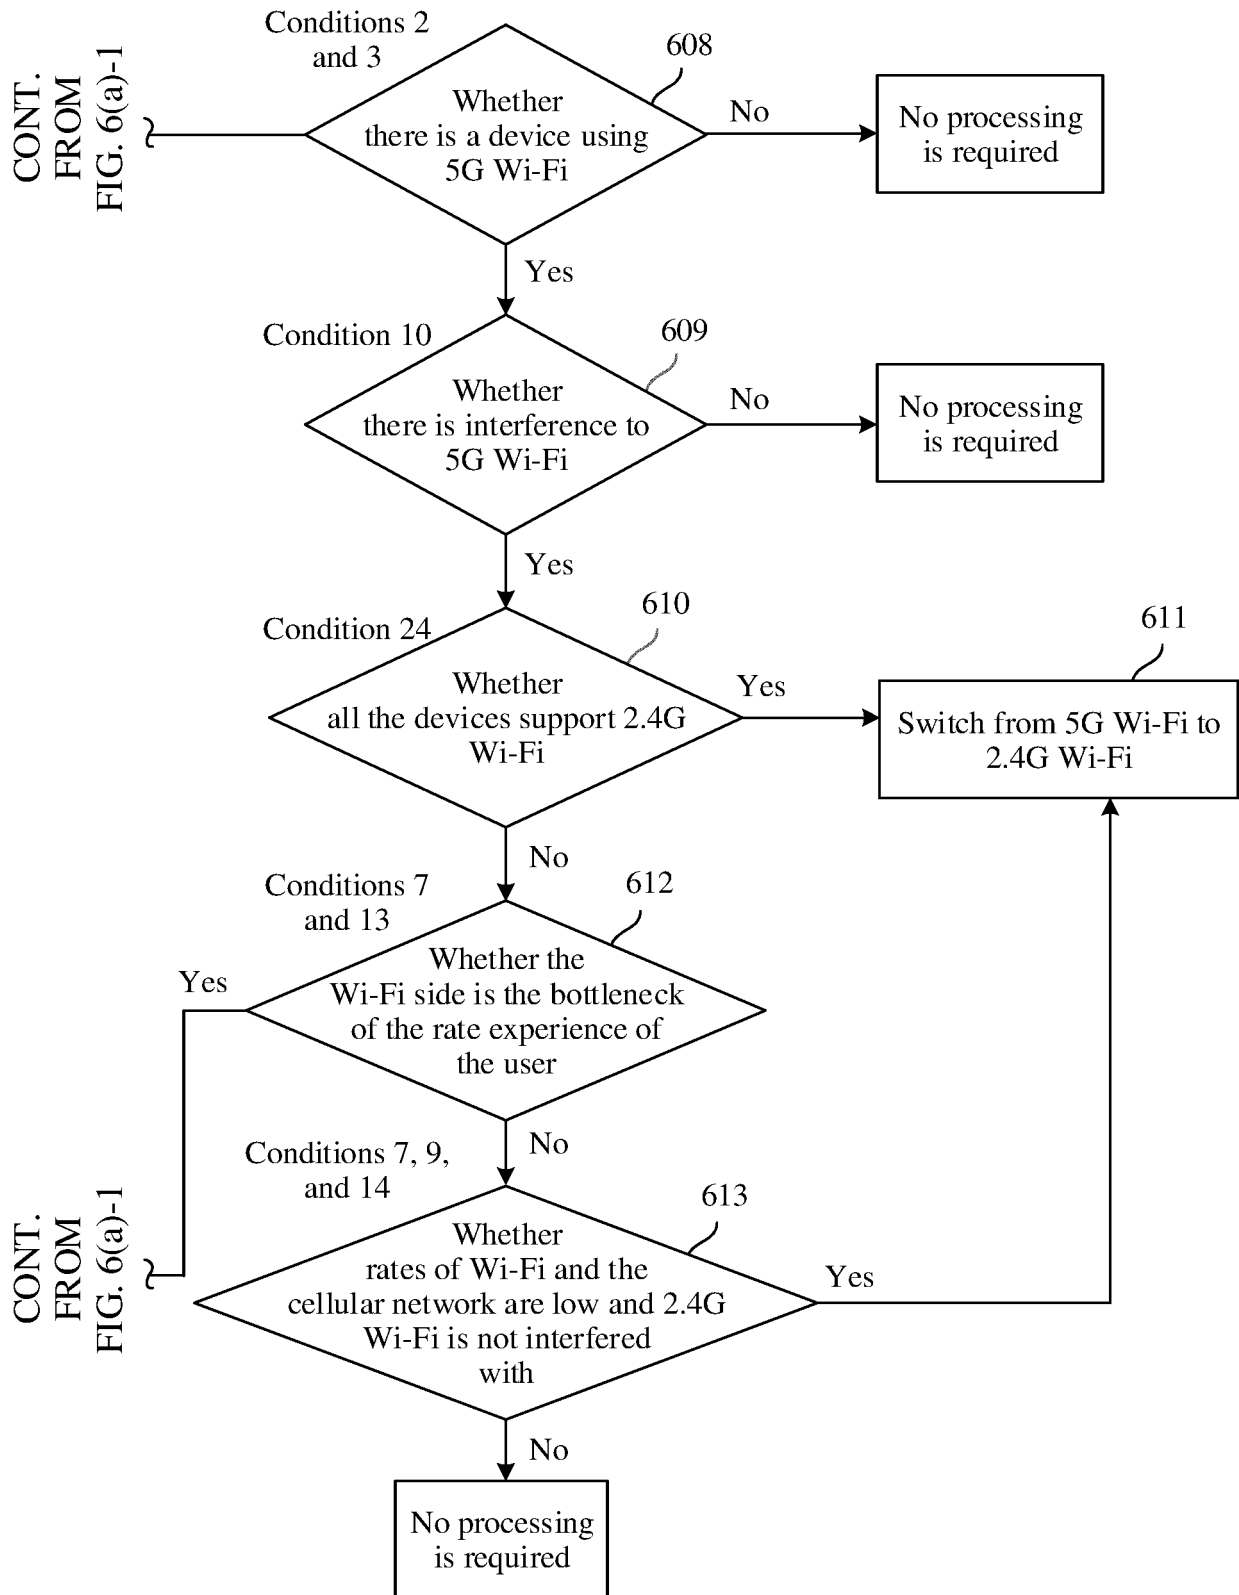 Conditions 2
and 3
608
CONT.
FROM
FIG. 6(a)-1
Whether
there is a device using
5G Wi-Fi
No
No processing
is required
Yes
Condition 10
609
Whether
there is interference to
5G Wi-Fi
No
No processing
is required
Yes
Condition 24
610
Whether
all the devices support 2.4G
Wi-Fi
Yes
611
Switch from 5G Wi-Fi to
2.4G Wi-Fi
No
Conditions 7
and 13
612
Whether the
Wi-Fi side is the bottleneck
of the rate experience of
the user
Yes
No
Conditions 7, 9,
and 14
613
CONT.
FROM
FIG. 6(a)-1
Whether
rates of Wi-Fi and the
cellular network are low and 2.4G
Wi-Fi is not interfered
with
Yes
No
No processing
is required